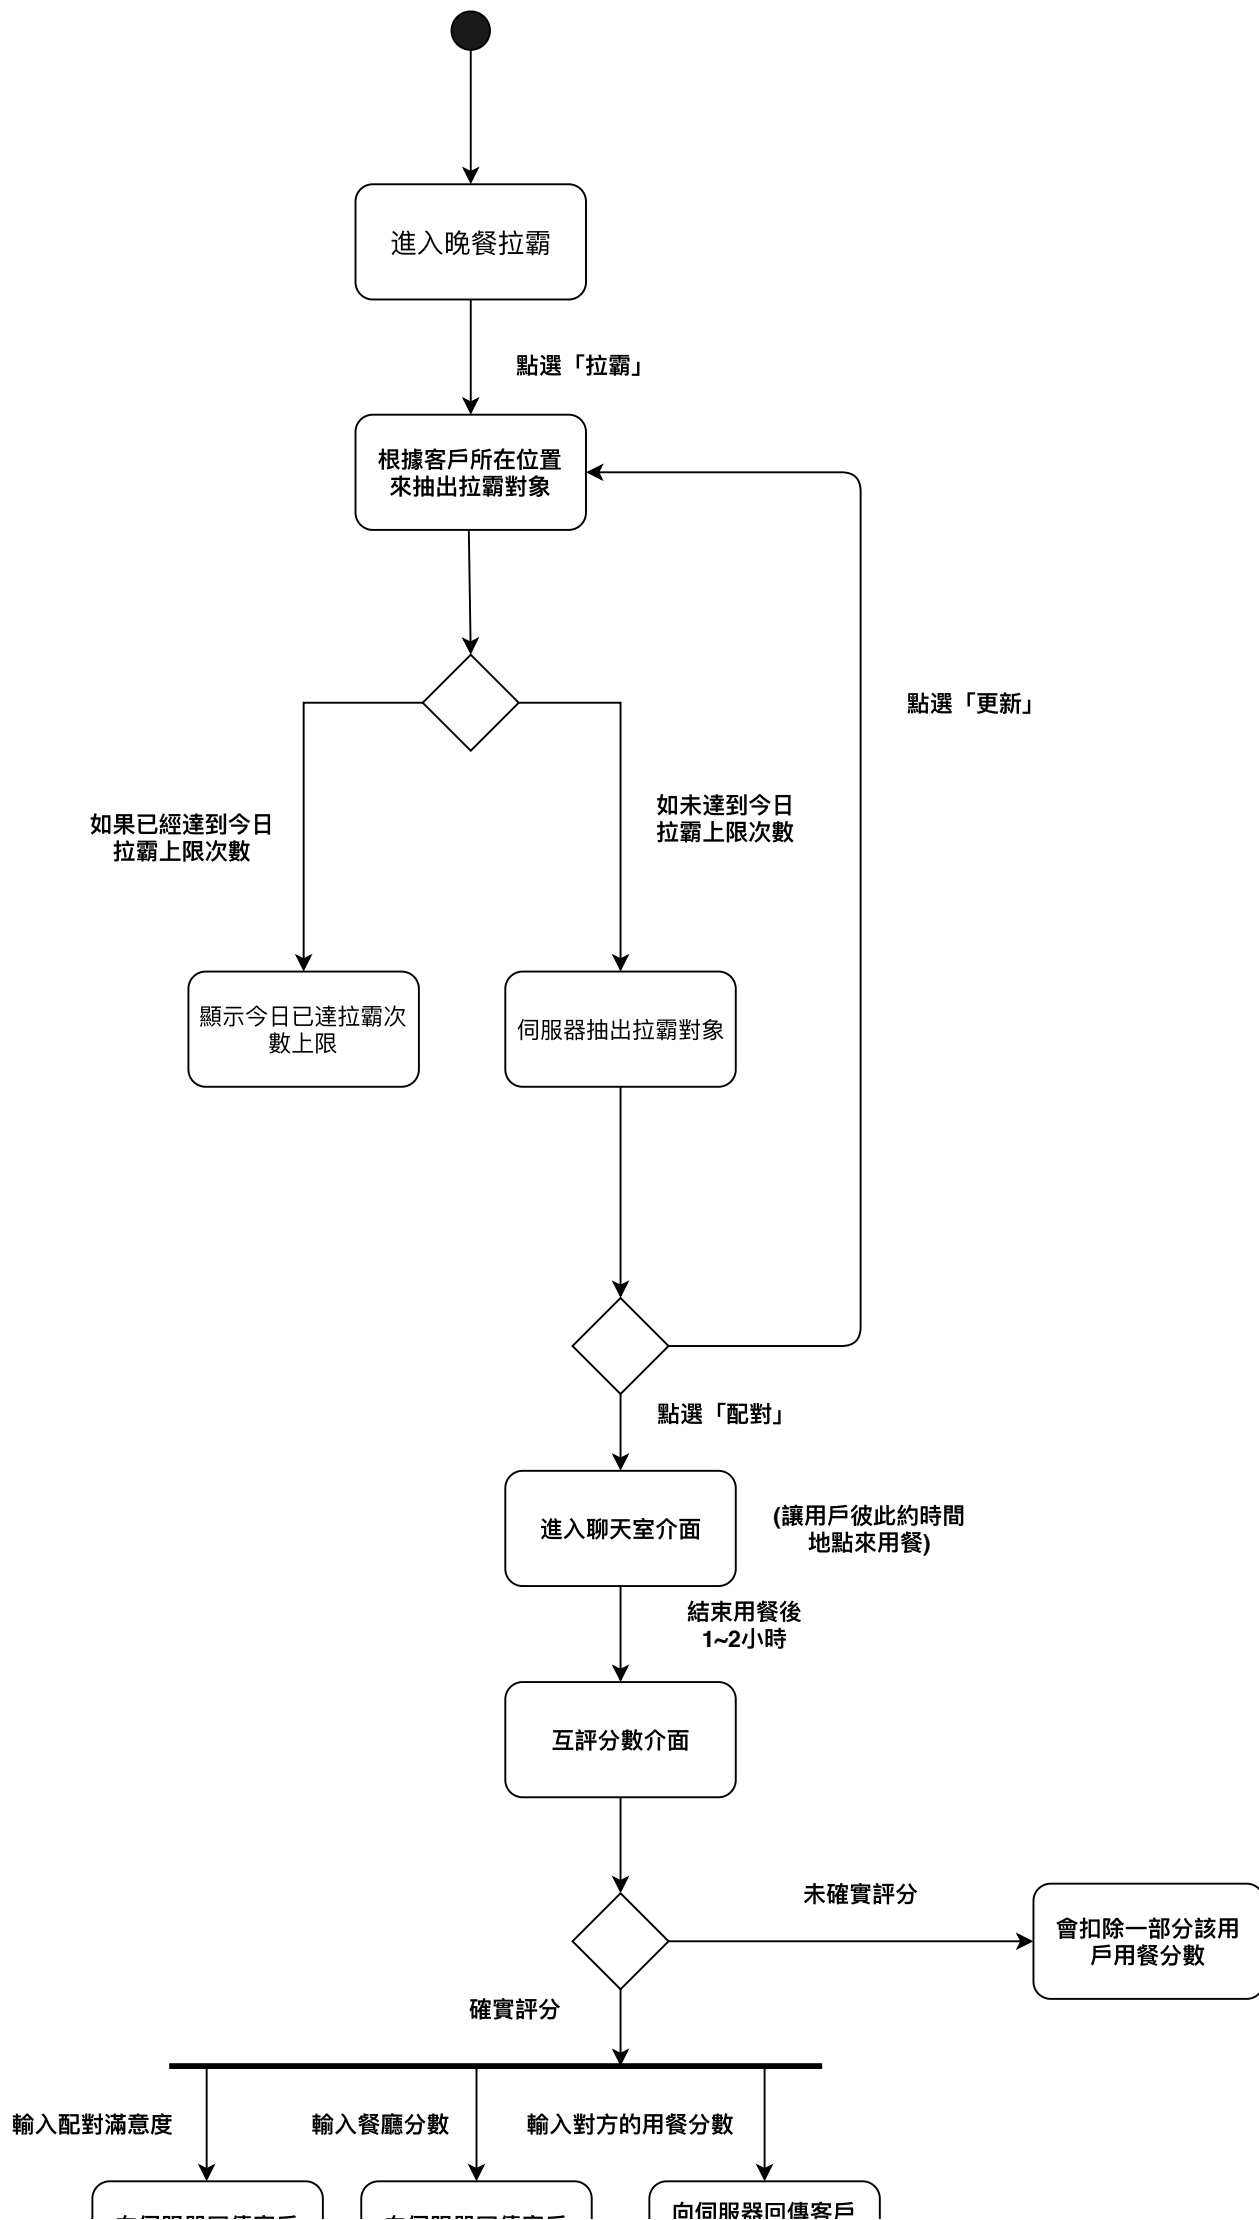 進入晚餐拉霸
點選「拉霸」
根據客戶所在位置
來抽出拉霸對象
點選「更新」
如果已經達到今日
拉霸上限次數
如未達到今日
拉霸上限次數
顯示今日已達拉霸次
數上限
伺服器抽出拉霸對象
點選「配對」
進入聊天室介面
(讓用戶彼此約時間
地點來用餐)
結束用餐後
1~2小時
互評分數介面
未確實評分
會扣除一部分該用
戶用餐分數
確實評分
輸入配對滿意度
輸入餐廳分數
輸入對方的用餐分數
向伺服器回傳客戶